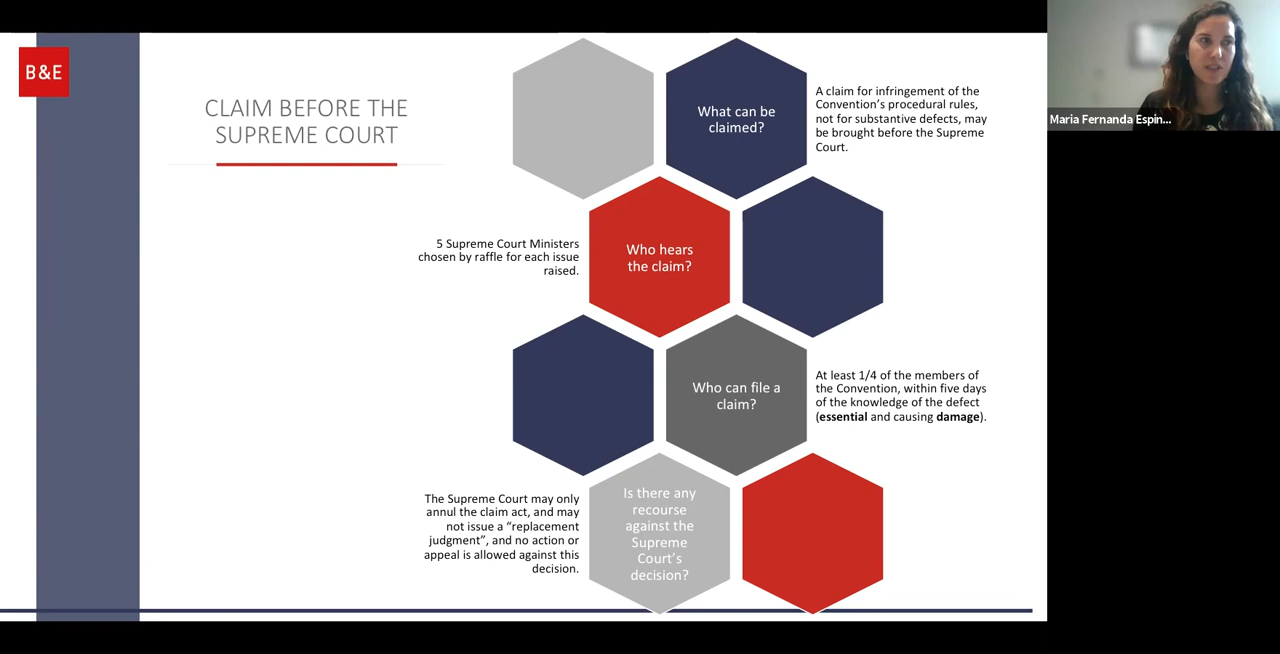 B&E
CLAIM BEFORE THE
SUPREME COURT
What can be
claimed?
A claim for infringement of the
Convention's procedural rules,
not for substantive defects, may
be brought before the Supreme
Court.
Maria Fernanda Espin...
5 Supreme Court Ministers
chosen by raffle for each issue
raised.
Who hears
the claim?
Who can file a
claim?
At least 1/4 of the members of
the Convention, within five days
of the knowledge of the defect
(essential and causing damage).
The Supreme Court may only
annul the claim act, and may
not issue a “replacement
judgment”, and no action or
appeal is allowed against this
decision.
Is there any
recourse
against the
Supreme
Court's
decision?